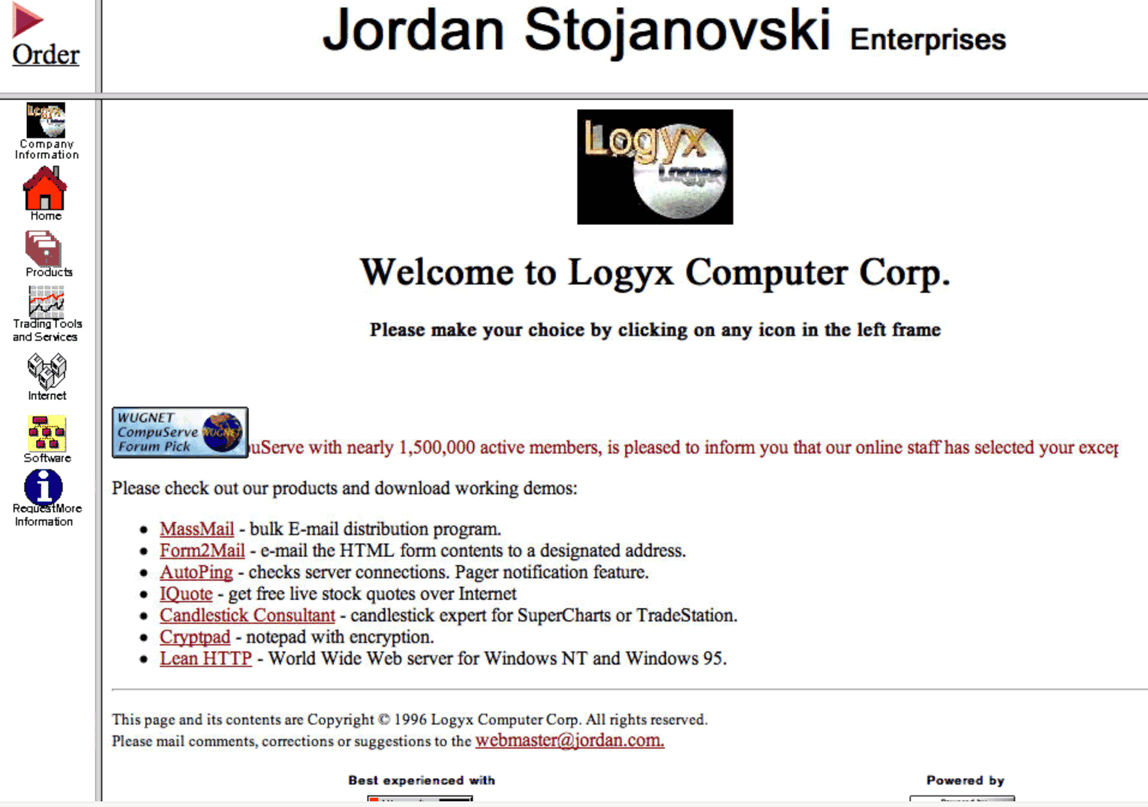 Order
Jordan Stojanovski Enterprises
Logyx
Company
Information
Home
Products
Trading Tools
and Services
Internet
Software
Request More
Information
Logyx
Logyx
Welcome to Logyx Computer Corp.
Please make your choice by clicking on any icon in the left frame
WUGNET
CompuServe
Forum Pick
WUGNET
uServe with nearly 1,500,000 active members, is pleased to inform you that our online staff has selected your excep
Please check out our products and download working demos:
• MassMail - bulk E-mail distribution program.
• Form2Mail - e-mail the HTML form contents to a designated address.
• AutoPing - checks server connections. Pager notification feature.
• IQuote - get free live stock quotes over Internet
• Candlestick Consultant - candlestick expert for SuperCharts or TradeStation.
• Cryptpad - notepad with encryption.
• Lean HTTP - World Wide Web server for Windows NT and Windows 95.
This page and its contents are Copyright © 1996 Logyx Computer Corp. All rights reserved.
Please mail comments, corrections or suggestions to the webmaster@jordan.com.
Best experienced with
Powered by